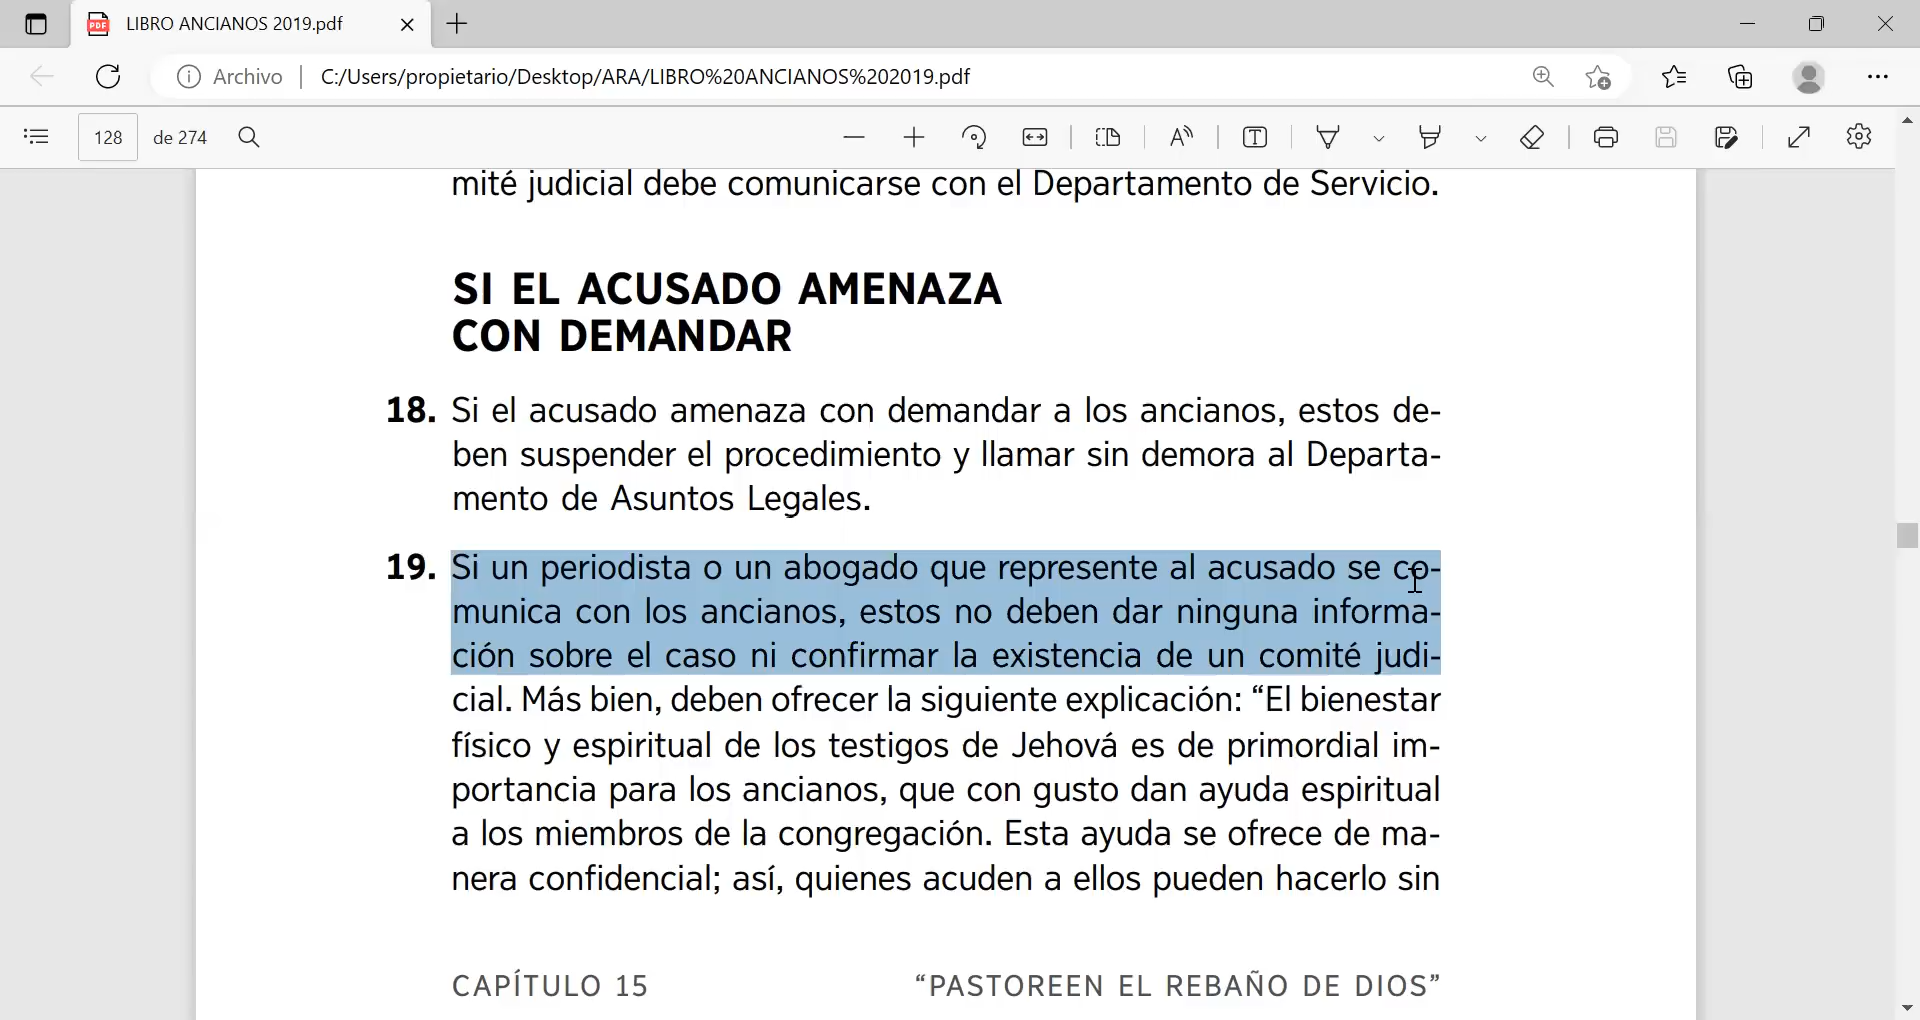 LIBRO ANCIANOS 2019.pdf
Archivo
C:/Users/propietario/Desktop/ARA/LIBRO%20ANCIANOS%202019.pdf
128 de 274
mité judicial debe comunicarse con el Departamento de Servicio.
SI EL ACUSADO AMENAZA
CON DEMANDAR
18. Si el acusado amenaza con demandar a los ancianos, estos de-
ben suspender el procedimiento y llamar sin demora al Departa-
mento de Asuntos Legales.
19. Si un periodista o un abogado que represente al acusado se co-
munica con los ancianos, estos no deben dar ninguna informa-
ción sobre el caso ni confirmar la existencia de un comité judi-
cial. Más bien, deben ofrecer la siguiente explicación: “El bienestar
físico y espiritual de los testigos de Jehová es de primordial im-
portancia para los ancianos, que con gusto dan ayuda espiritual
a los miembros de la congregación. Esta ayuda se ofrece de ma-
nera confidencial; así, quienes acuden a ellos pueden hacerlo sin
CAPÍTULO 15 “PASTOREEN EL REBAÑO DE DIOS”